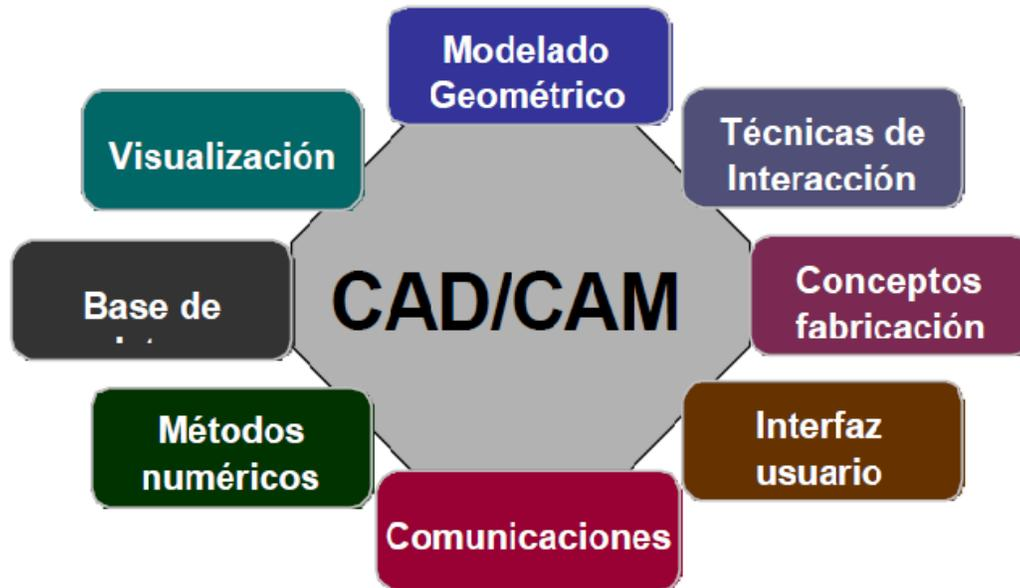 Modelado
Geométrico
Visualización
Técnicas de
Interacción
CAD/CAM
Base de
Conceptos
fabricación
Métodos
numéricos
Interfaz
usuario
Comunicaciones